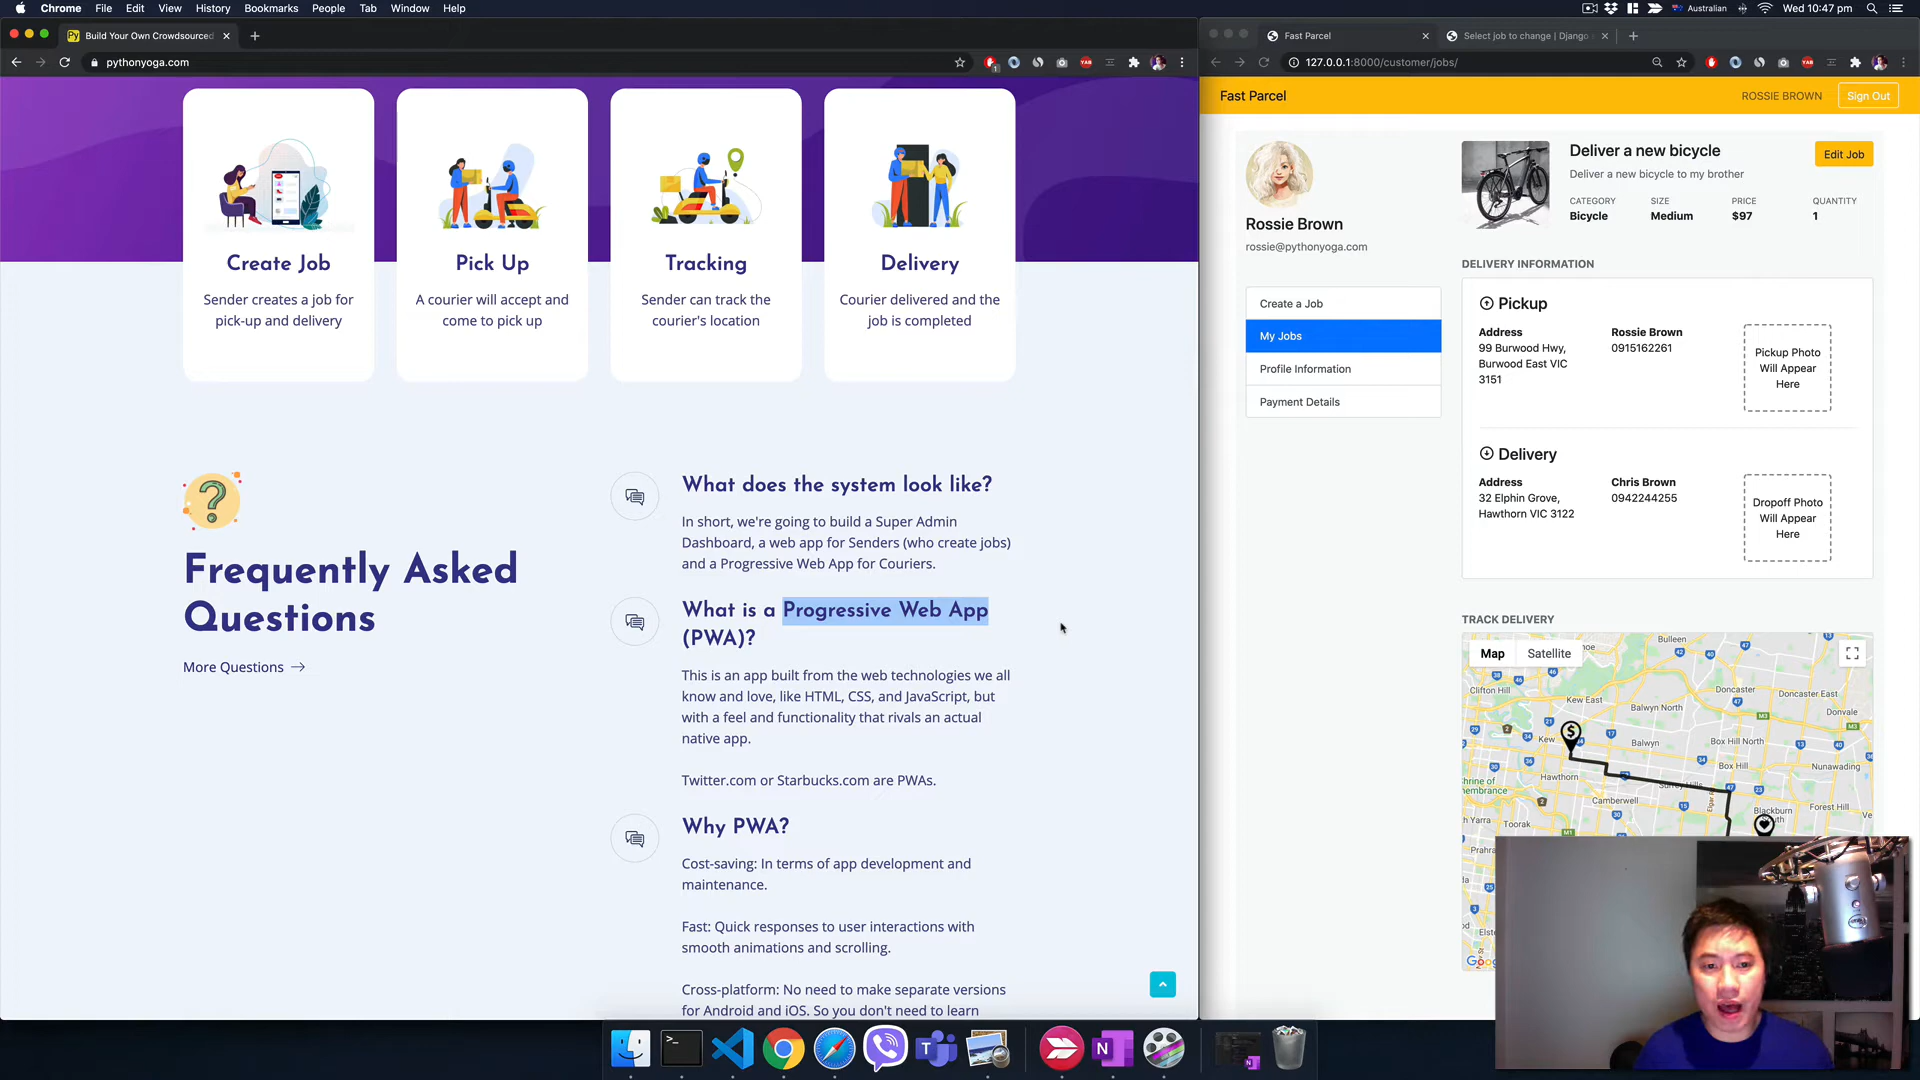 Chrome File Edit View History Bookmarks People Tab Window Help
Australian Wed 10:47 pm
Build Your Own Crowdsourced
pythonyoga.com
Create Job
Sender creates a job for
pick-up and delivery
Pick Up
A courier will accept and
come to pick up
Tracking
Sender can track the
courier's location
Delivery
Courier delivered and the
job is completed
Frequently Asked
Questions
More Questions
What does the system look like?
In short, we're going to build a Super Admin
Dashboard, a web app for Senders (who create jobs)
and a Progressive Web App for Couriers.
What is a Progressive Web App
(PWA)?
This is an app built from the web technologies we all
know and love, like HTML, CSS, and JavaScript, but
with a feel and functionality that rivals an actual
native app.
Twitter.com or Starbucks.com are PWAs.
Why PWA?
Cost-saving: In terms of app development and
maintenance.
Fast: Quick responses to user interactions with
smooth animations and scrolling.
Cross-platform: No need to make separate versions
for Android and iOS. So you don't need to learn
Fast Parcel
Select job to change | Django
127.0.0.1:8000/customer/jobs/
Fast Parcel
ROSSIE BROWN
Sign Out
Rossie Brown
rossie@pythonyoga.com
Create a Job
My Jobs
Profile Information
Payment Details
Deliver a new bicycle
Edit Job
Deliver a new bicycle to my brother
CATEGORY SIZE PRICE QUANTITY
Bicycle Medium $97 1
DELIVERY INFORMATION
Pickup
Address
99 Burwood Hwy,
Burwood East VIC
3151
Rossie Brown
0915162261
Pickup Photo
Will Appear
Here
Delivery
Address
32 Elphin Grove,
Hawthorn VIC 3122
Chris Brown
0942244255
Dropoff Photo
Will Appear
Here
TRACK DELIVERY
Map Satellite
Bulleen
Clifton Hill
Kew East
Doncaster
Doncaster East
Balwyn North
Donvale
Kew
Balwyn
Box Hill North
Nunawading
Hawthorn
Box Hill
Camberwell
Forest Hill
Blackburn
South
Toorak